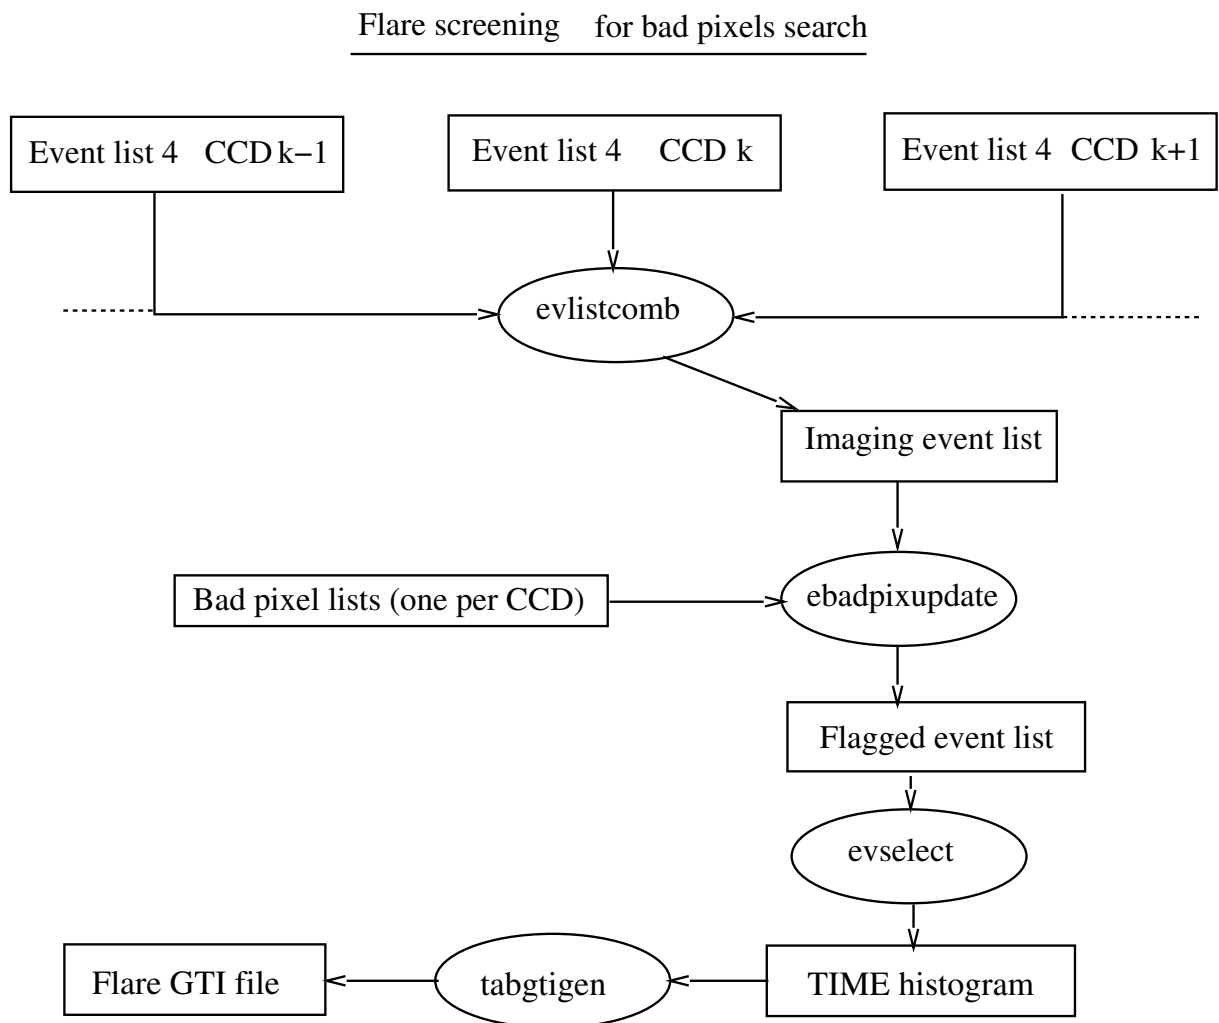 Flare screening for bad pixels search
Event list 4 CCD k−1
Event list 4 CCD k
Event list 4 CCD k+1
evlistcomb
Imaging event list
Bad pixel lists (one per CCD)
ebadpixupdate
Flagged event list
evselect
Flare GTI file
tabgtigen
TIME histogram